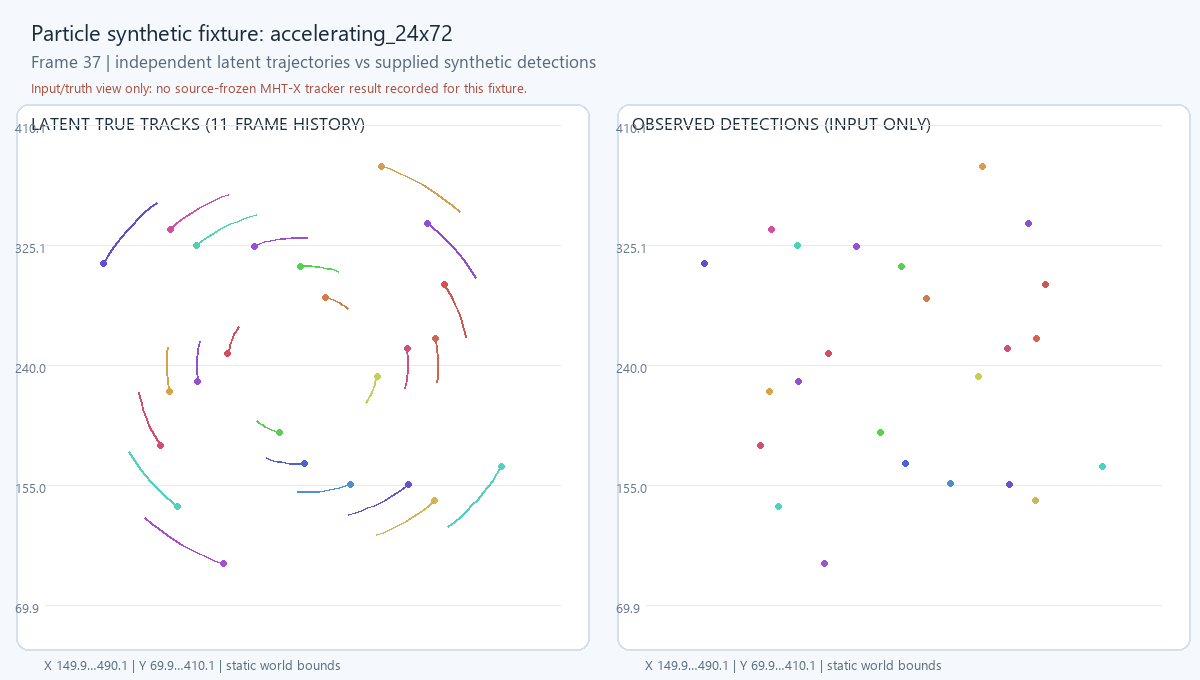 Particle synthetic fixture: accelerating_24x72
Frame 37 | independent latent trajectories vs supplied synthetic detections
Input/truth view only: no source-frozen MHT-X tracker result recorded for this fixture.
LATENT TRUE TRACKS (11-FRAME HISTORY)
410.1
325.1
240.0
155.0
69.9
X 149.9...490.1 | Y 69.9...410.1 | static world bounds
OBSERVED DETECTIONS (INPUT ONLY)
410.1
325.1
240.0
155.0
69.9
X 149.9...490.1 | Y 69.9...410.1 | static world bounds